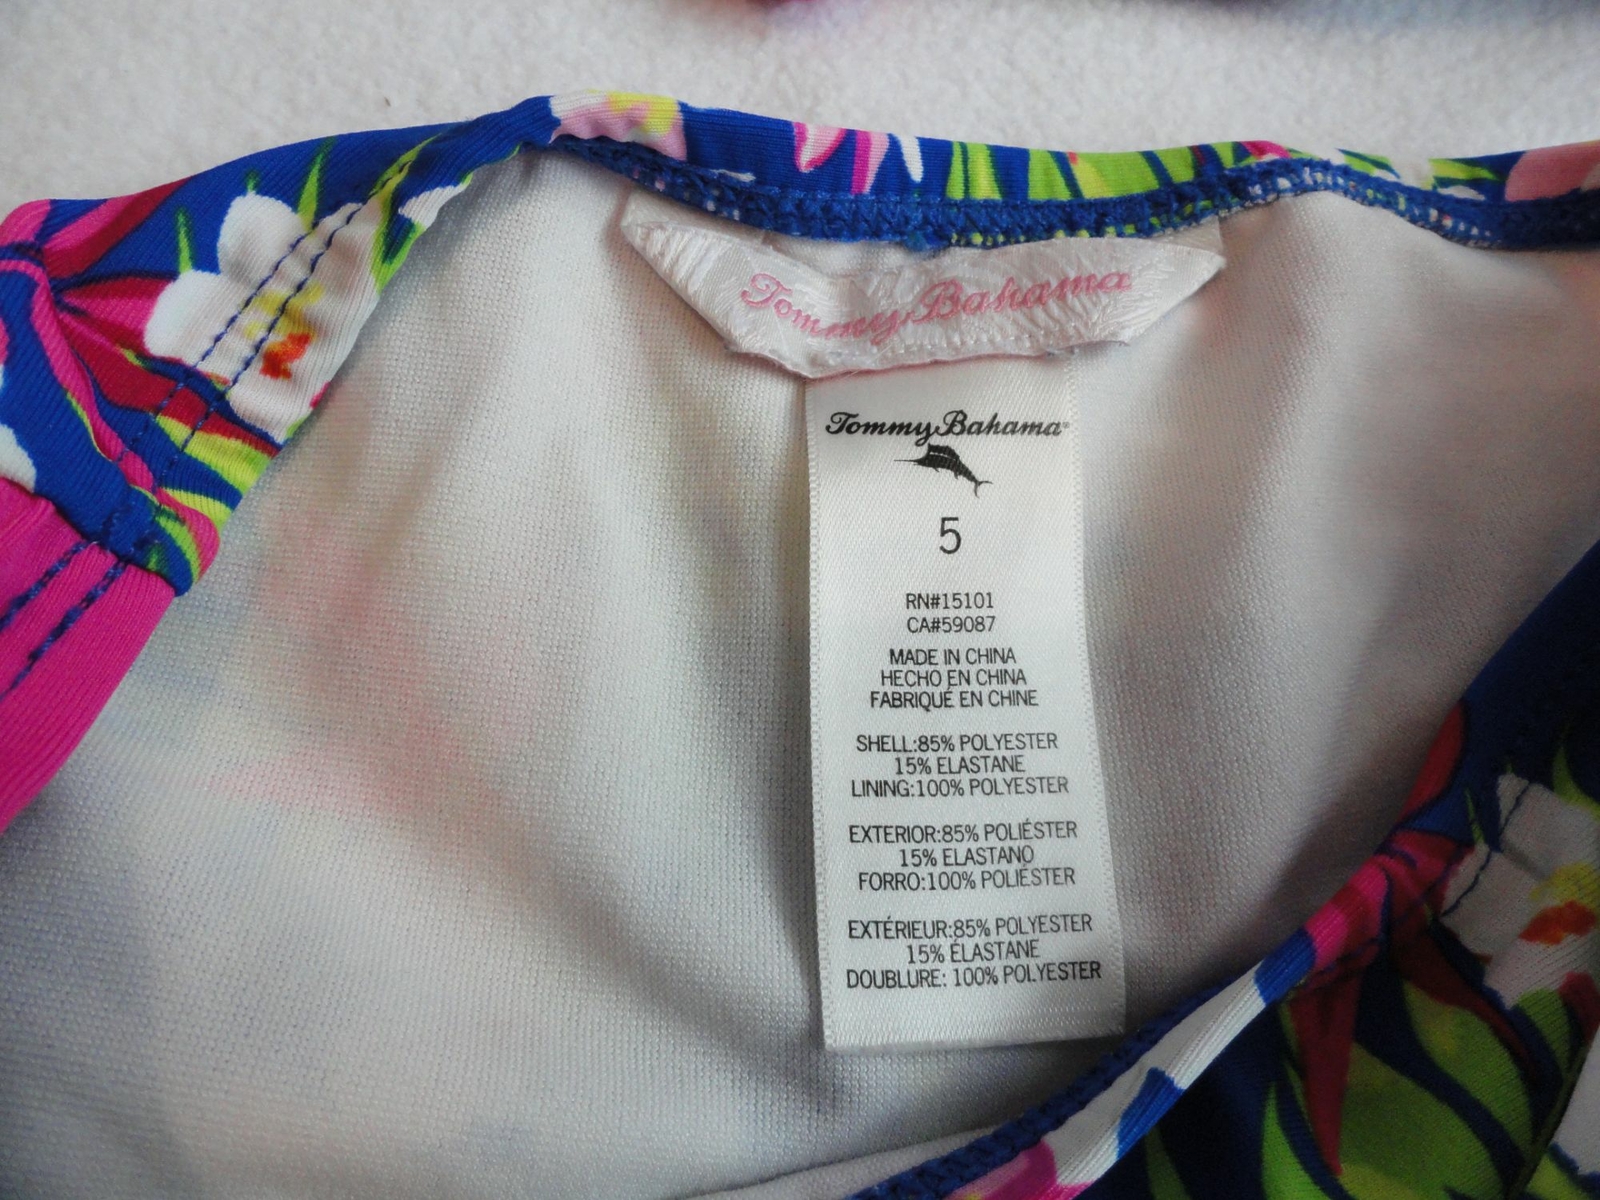 Tommy Bahama
Tommy Bahama®
5
RN#15101
CA#59087
MADE IN CHINA
HECHO EN CHINA
FABRIQUÉ EN CHINE
SHELL:85% POLYESTER
15% ELASTANE
LINING:100% POLYESTER
EXTERIOR:85% POLIÉSTER
15% ELASTANO
FORRO:100% POLIÉSTER
EXTÉRIEUR:85% POLYESTER
15% ÉLASTANE
DOUBLURE: 100% POLYESTER